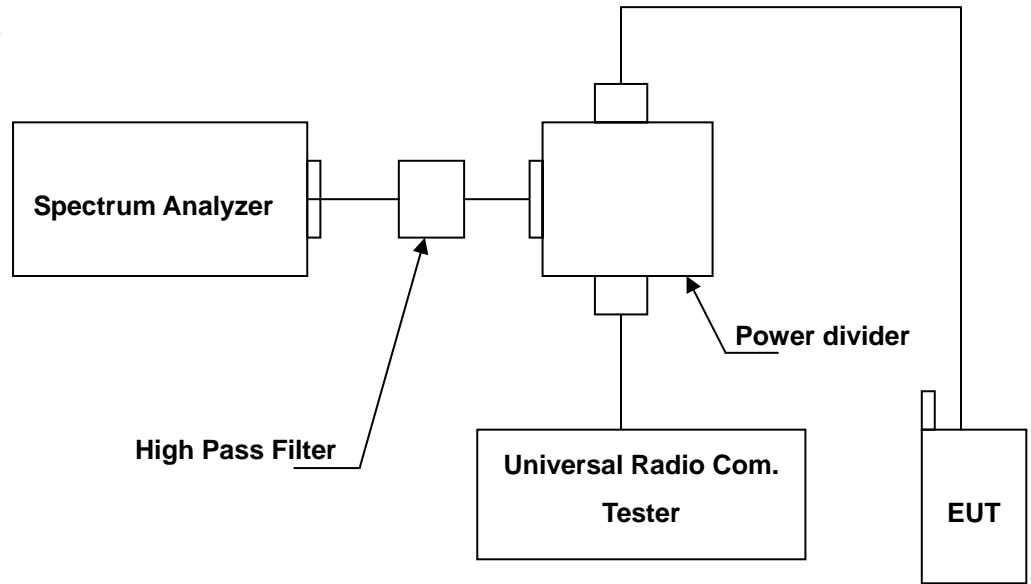 Spectrum Analyzer
Power divider
High Pass Filter
Universal Radio Com.
Tester
EUT